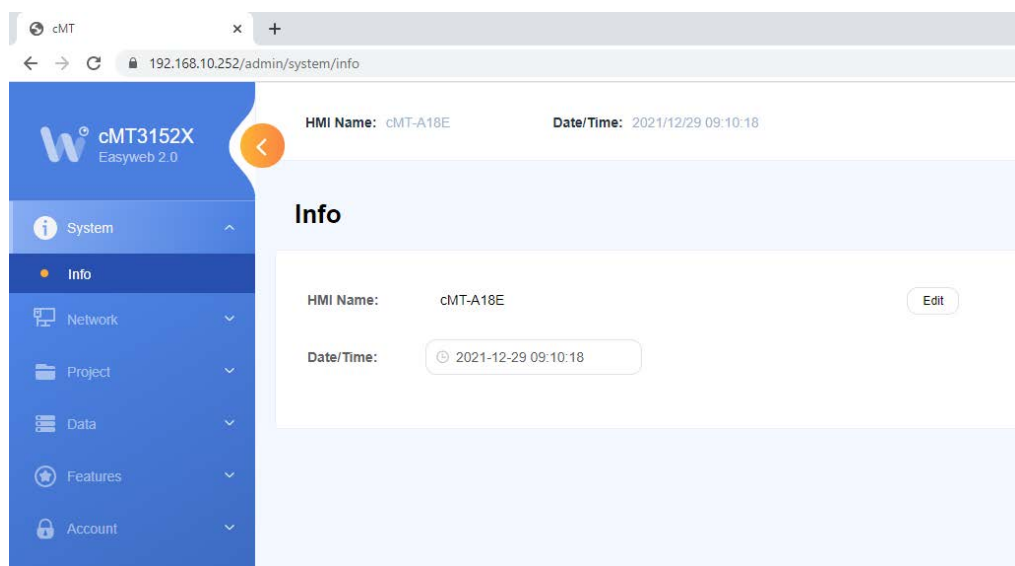 cMT
192.168.10.252/admin/system/info
cMT3152X
Easyweb 2.0
HMI Name: cMT-A18E Date/Time: 2021/12/29 09:10:18
System
Info
Network
Project
Data
Features
Account
Info
HMI Name: cMT-A18E Edit
Date/Time: 2021-12-29 09:10:18